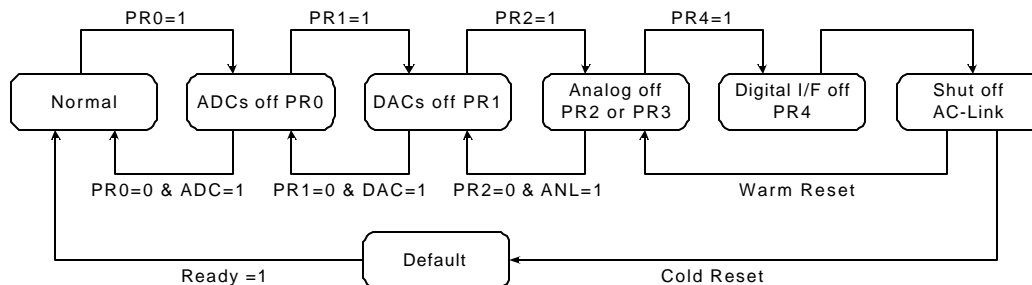 PR0=1
PR1=1
PR2=1
PR4=1
Normal
ADCs off PR0
DACs off PR1
Analog off
PR2 or PR3
Digital I/F off
PR4
Shut off
AC-Link
PR0=0 & ADC=1
PR1=0 & DAC=1
PR2=0 & ANL=1
Warm Reset
Default
Ready =1
Cold Reset